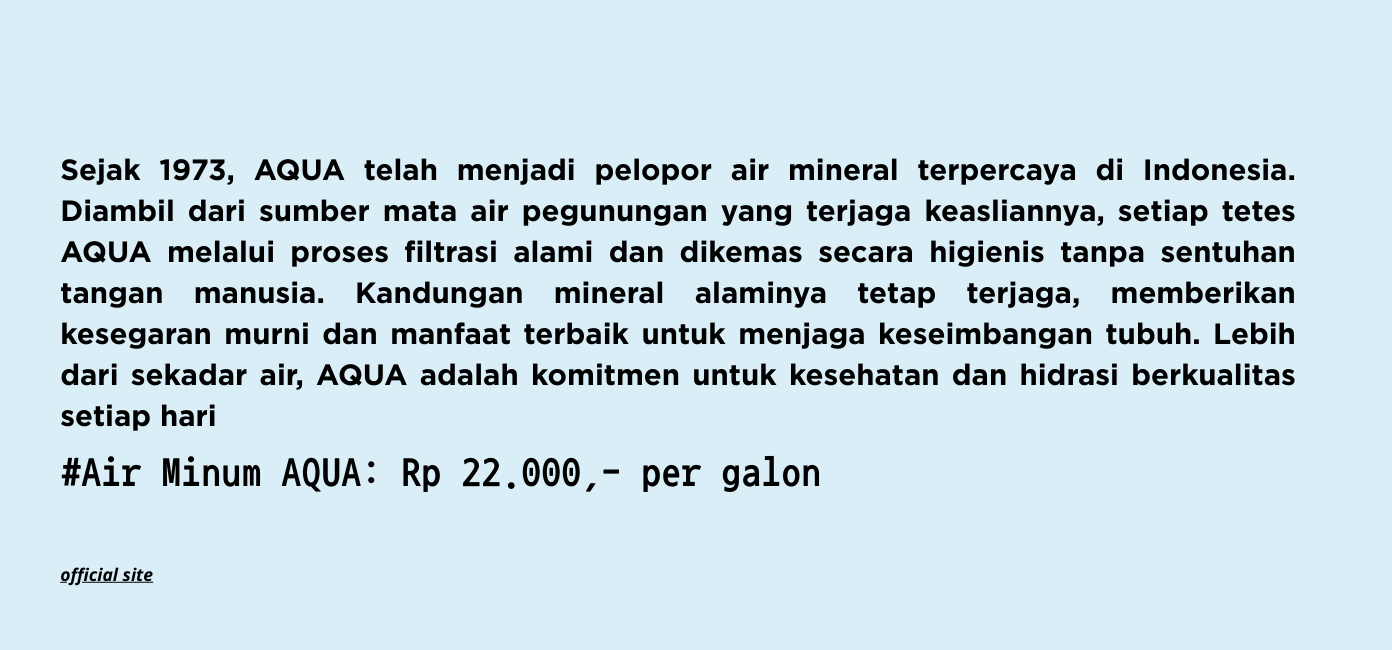 Sejak 1973, AQUA telah menjadi pelopor air mineral terpercaya di Indonesia.
Diambil dari sumber mata air pegunungan yang terjaga keasliannya, setiap tetes
AQUA melalui proses filtrasi alami dan dikemas secara higienis tanpa sentuhan
tangan manusia. Kandungan mineral alaminya tetap terjaga, memberikan
kesegaran murni dan manfaat terbaik untuk menjaga keseimbangan tubuh. Lebih
dari sekadar air, AQUA adalah komitmen untuk kesehatan dan hidrasi berkualitas
setiap hari
#Air Minum AQUA: Rp 22.000,- per galon
official site